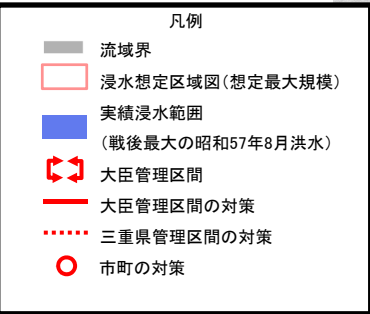 凡例
流域界
浸水想定区域図(想定最大規模)
実績浸水範囲
(戦後最大の昭和57年8月洪水)
大臣管理区間
大臣管理区間の対策
三重県管理区間の対策
市町の対策